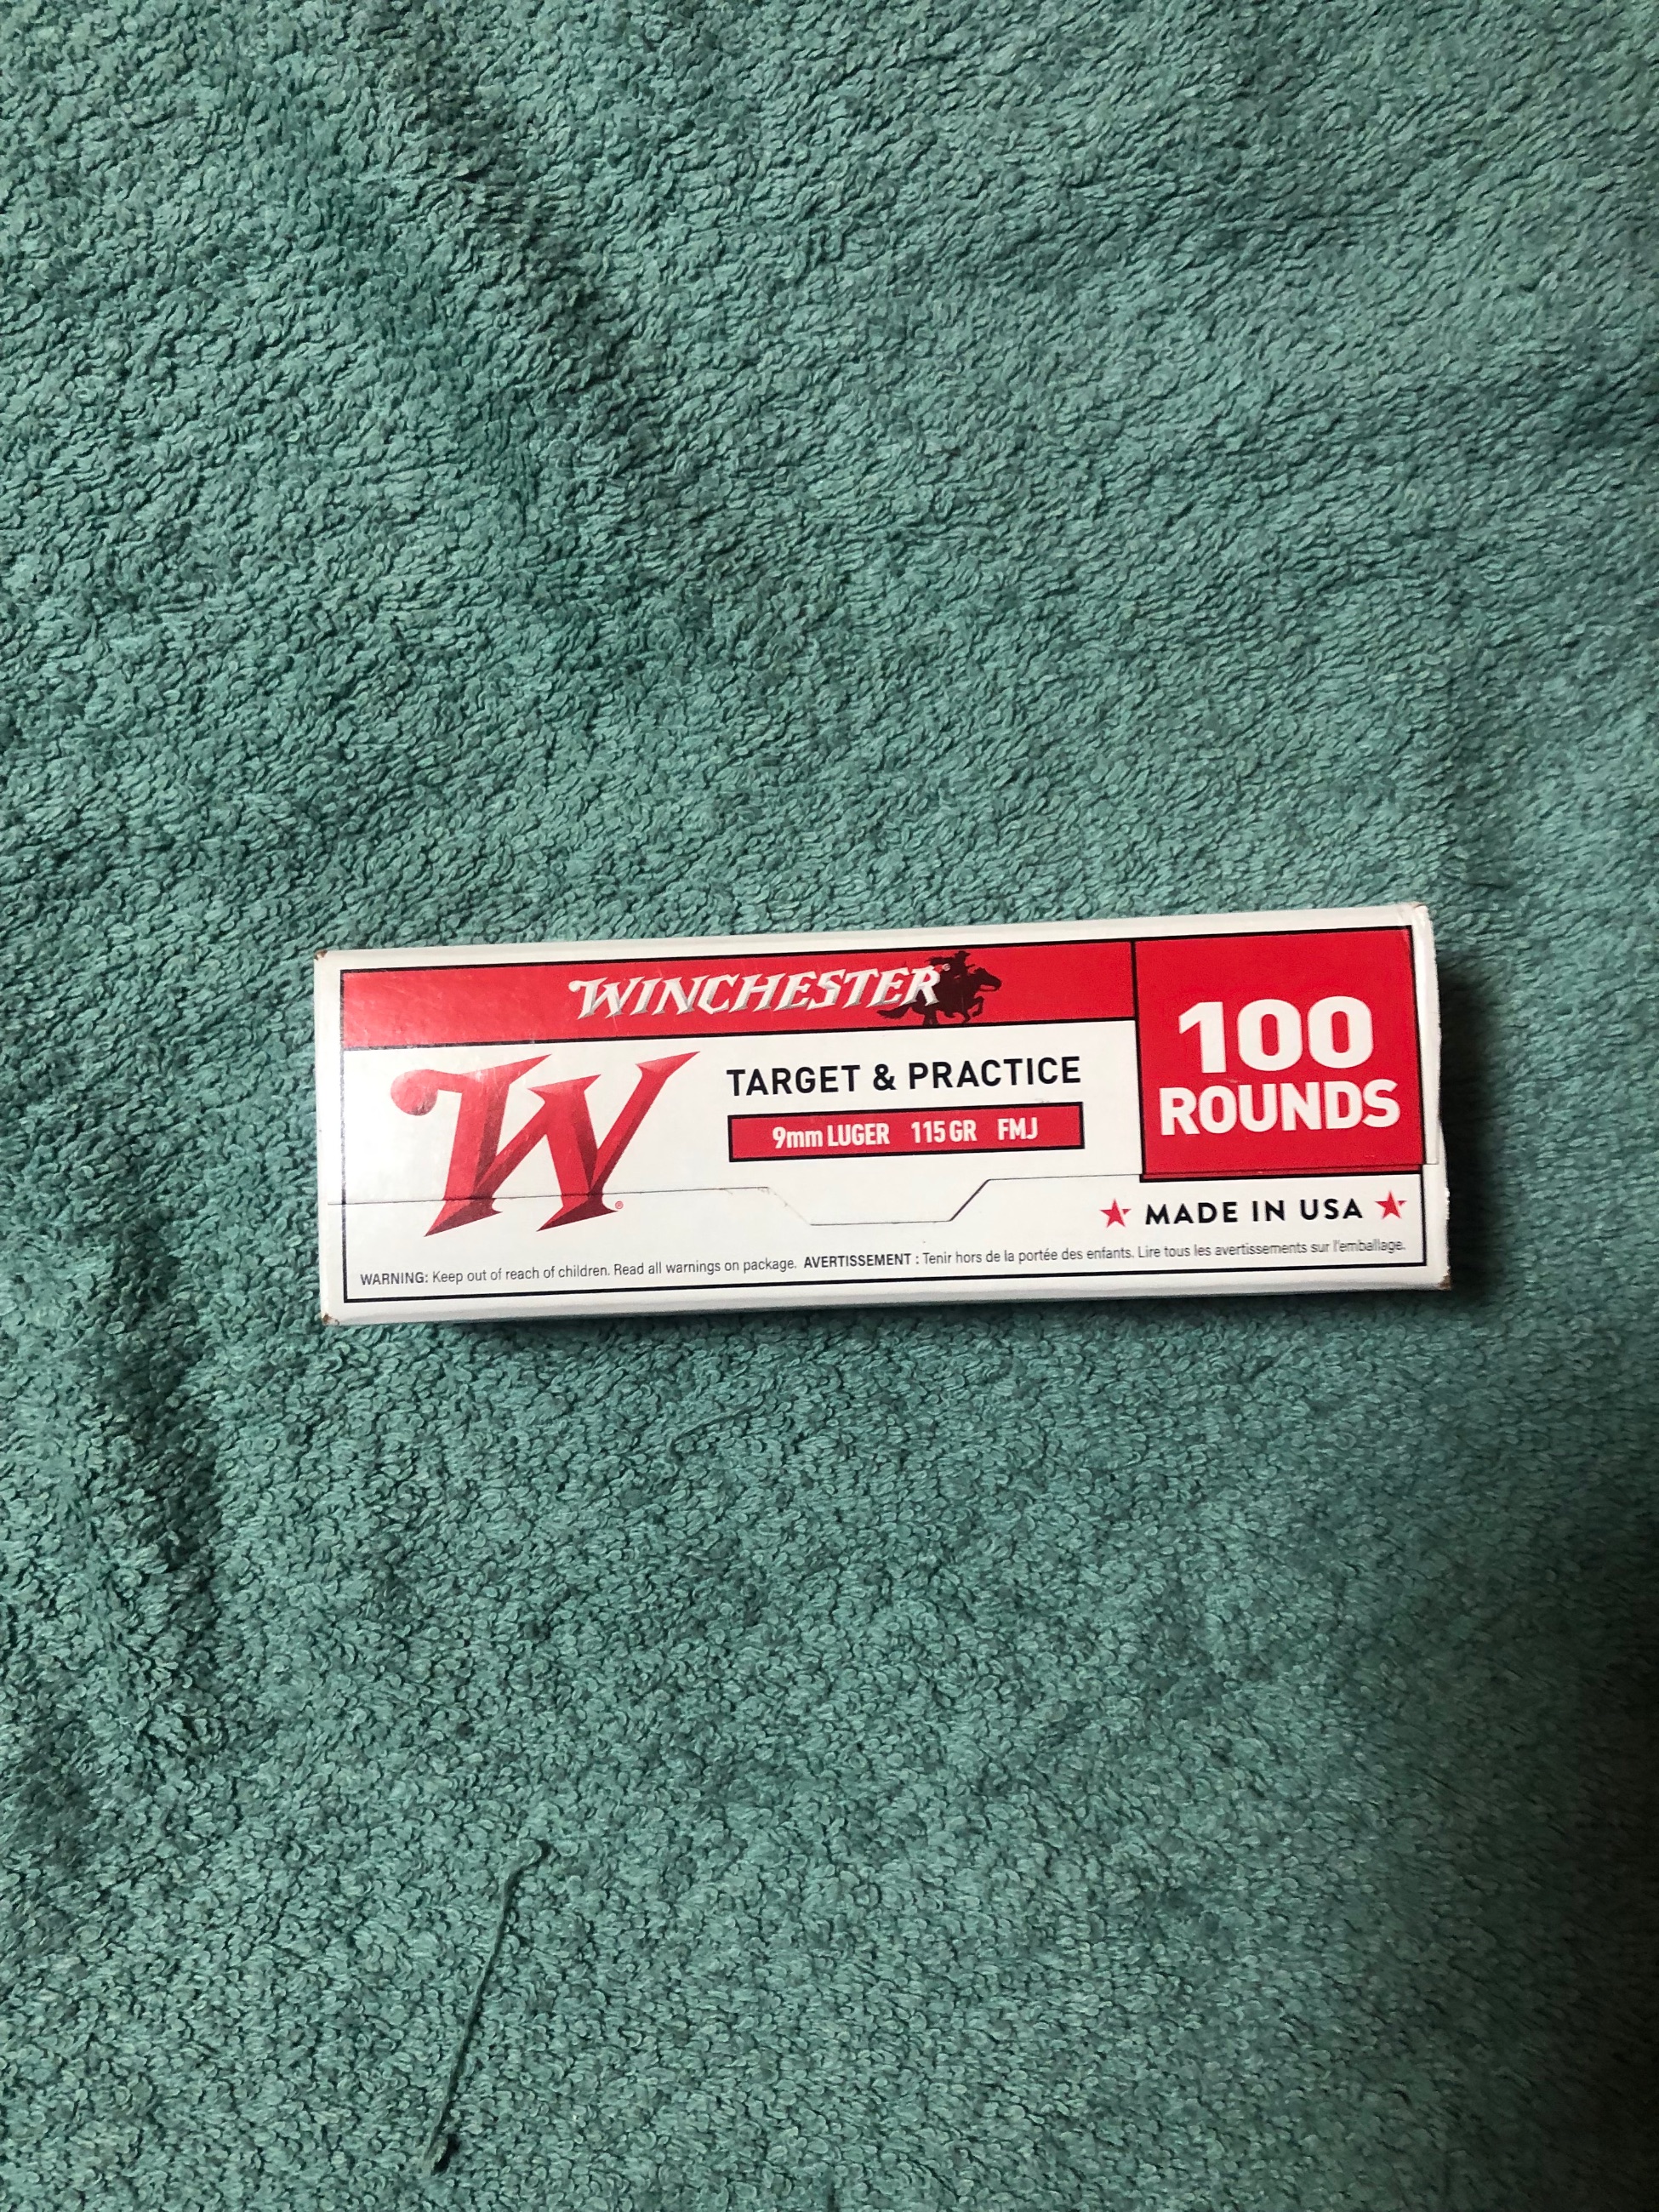 WINCHESTER®
100
ROUNDS
W®
TARGET & PRACTICE
9mm LUGER 115 GR FMJ
★ MADE IN USA ★
WARNING: Keep out of reach of children. Read all warnings on package. AVERTISSEMENT : Tenir hors de la portée des enfants. Lire tous les avertissements sur l'emballage.